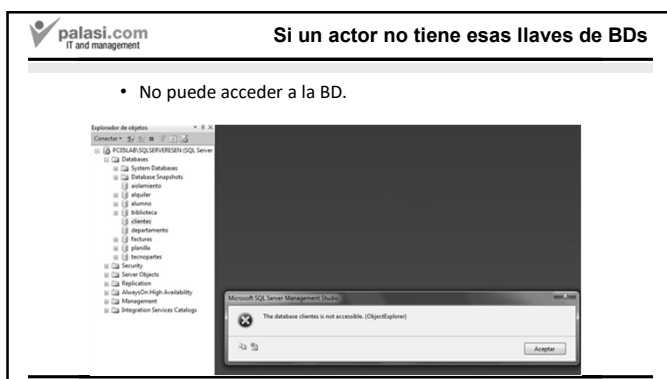 palasi.com
IT and management
Si un actor no tiene esas llaves de BDs
• No puede acceder a la BD.
Explorador de objetos
Conectar
PC05LAB\SQLSERVERESEN (SQL Server
Databases
System Databases
Database Snapshots
aislamiento
alquiler
alumno
biblioteca
clientes
departamento
facturas
planilla
tecnopartes
Security
Server Objects
Replication
AlwaysOn High Availability
Management
Integration Services Catalogs
Microsoft SQL Server Management Studio
The database clientes is not accessible. (ObjectExplorer)
Aceptar